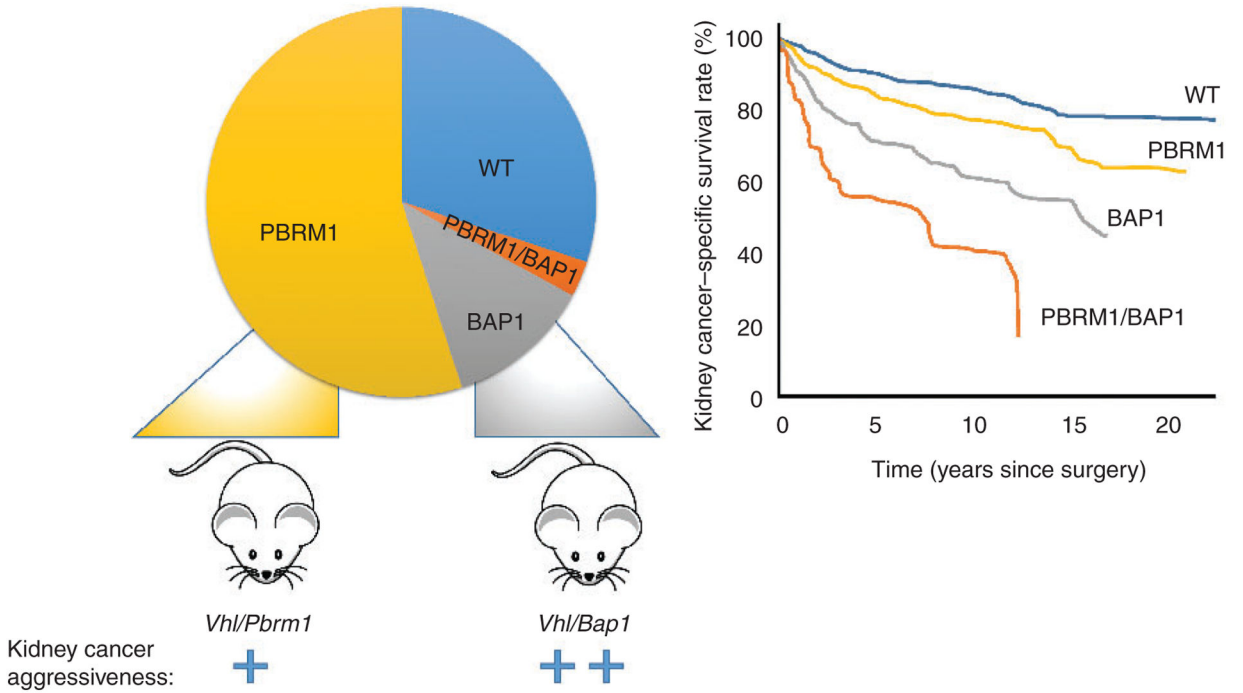 WT
PBRM1/BAP1
PBRM1
BAP1
Vhl/Pbrm1
Vhl/Bap1
Kidney cancer
aggressiveness:
+
+ +
Kidney cancer–specific survival rate (%)
100
80
60
40
20
0
0 5 10 15 20
Time (years since surgery)
WT
PBRM1
BAP1
PBRM1/BAP1